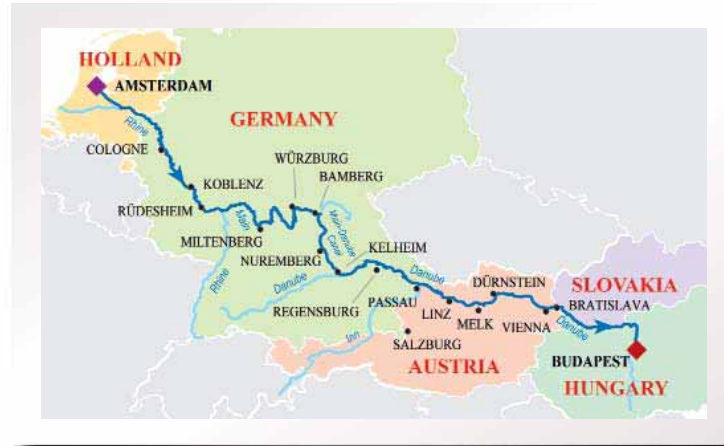 HOLLAND
AMSTERDAM
GERMANY
Rhine
COLOGNE
WÜRZBURG
BAMBERG
KOBLENZ
RÜDESHEIM
Main
Main-Danube
Canal
MILTENBERG
KELHEIM
NUREMBERG
Rhine
Danube
Danube
DÜRNSTEIN
SLOVAKIA
REGENSBURG
PASSAU
BRATISLAVA
LINZ
MELK
VIENNA
Danube
Inn
SALZBURG
AUSTRIA
BUDAPEST
HUNGARY